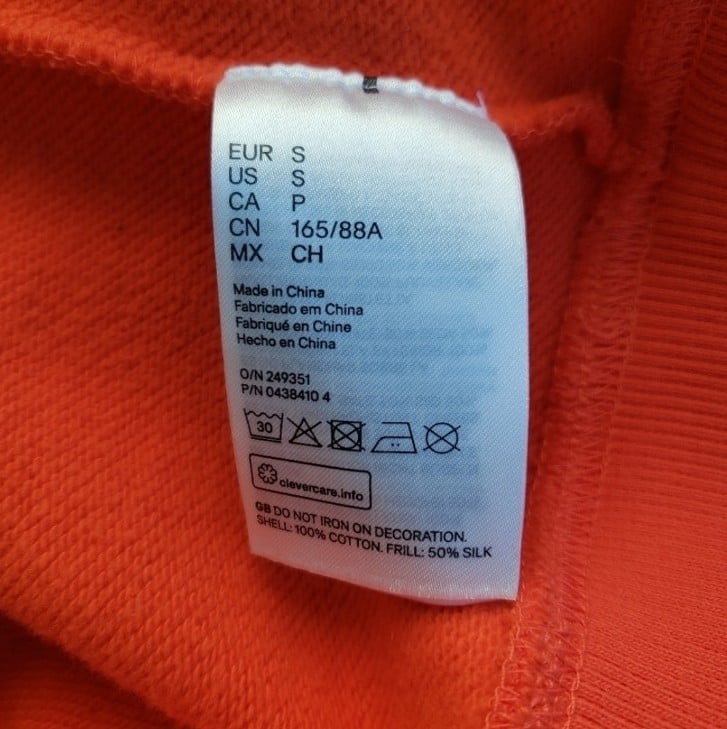 EUR S
US S
CA P
CN 165/88A
MX CH
Made in China
Fabricado em China
Fabriqué en Chine
Hecho en China
O/N 249351
P/N 0438410 4
30
clevercare.info
GB DO NOT IRON ON DECORATION.
SHELL: 100% COTTON. FRILL: 50% SILK